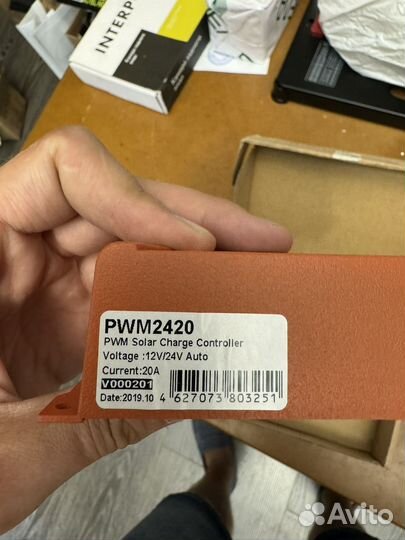 INTERP
PWM2420
PWM Solar Charge Controller
Voltage :12V/24V Auto
Current:20A
V000201
Date:2019.10
4 627073 803251
Avito